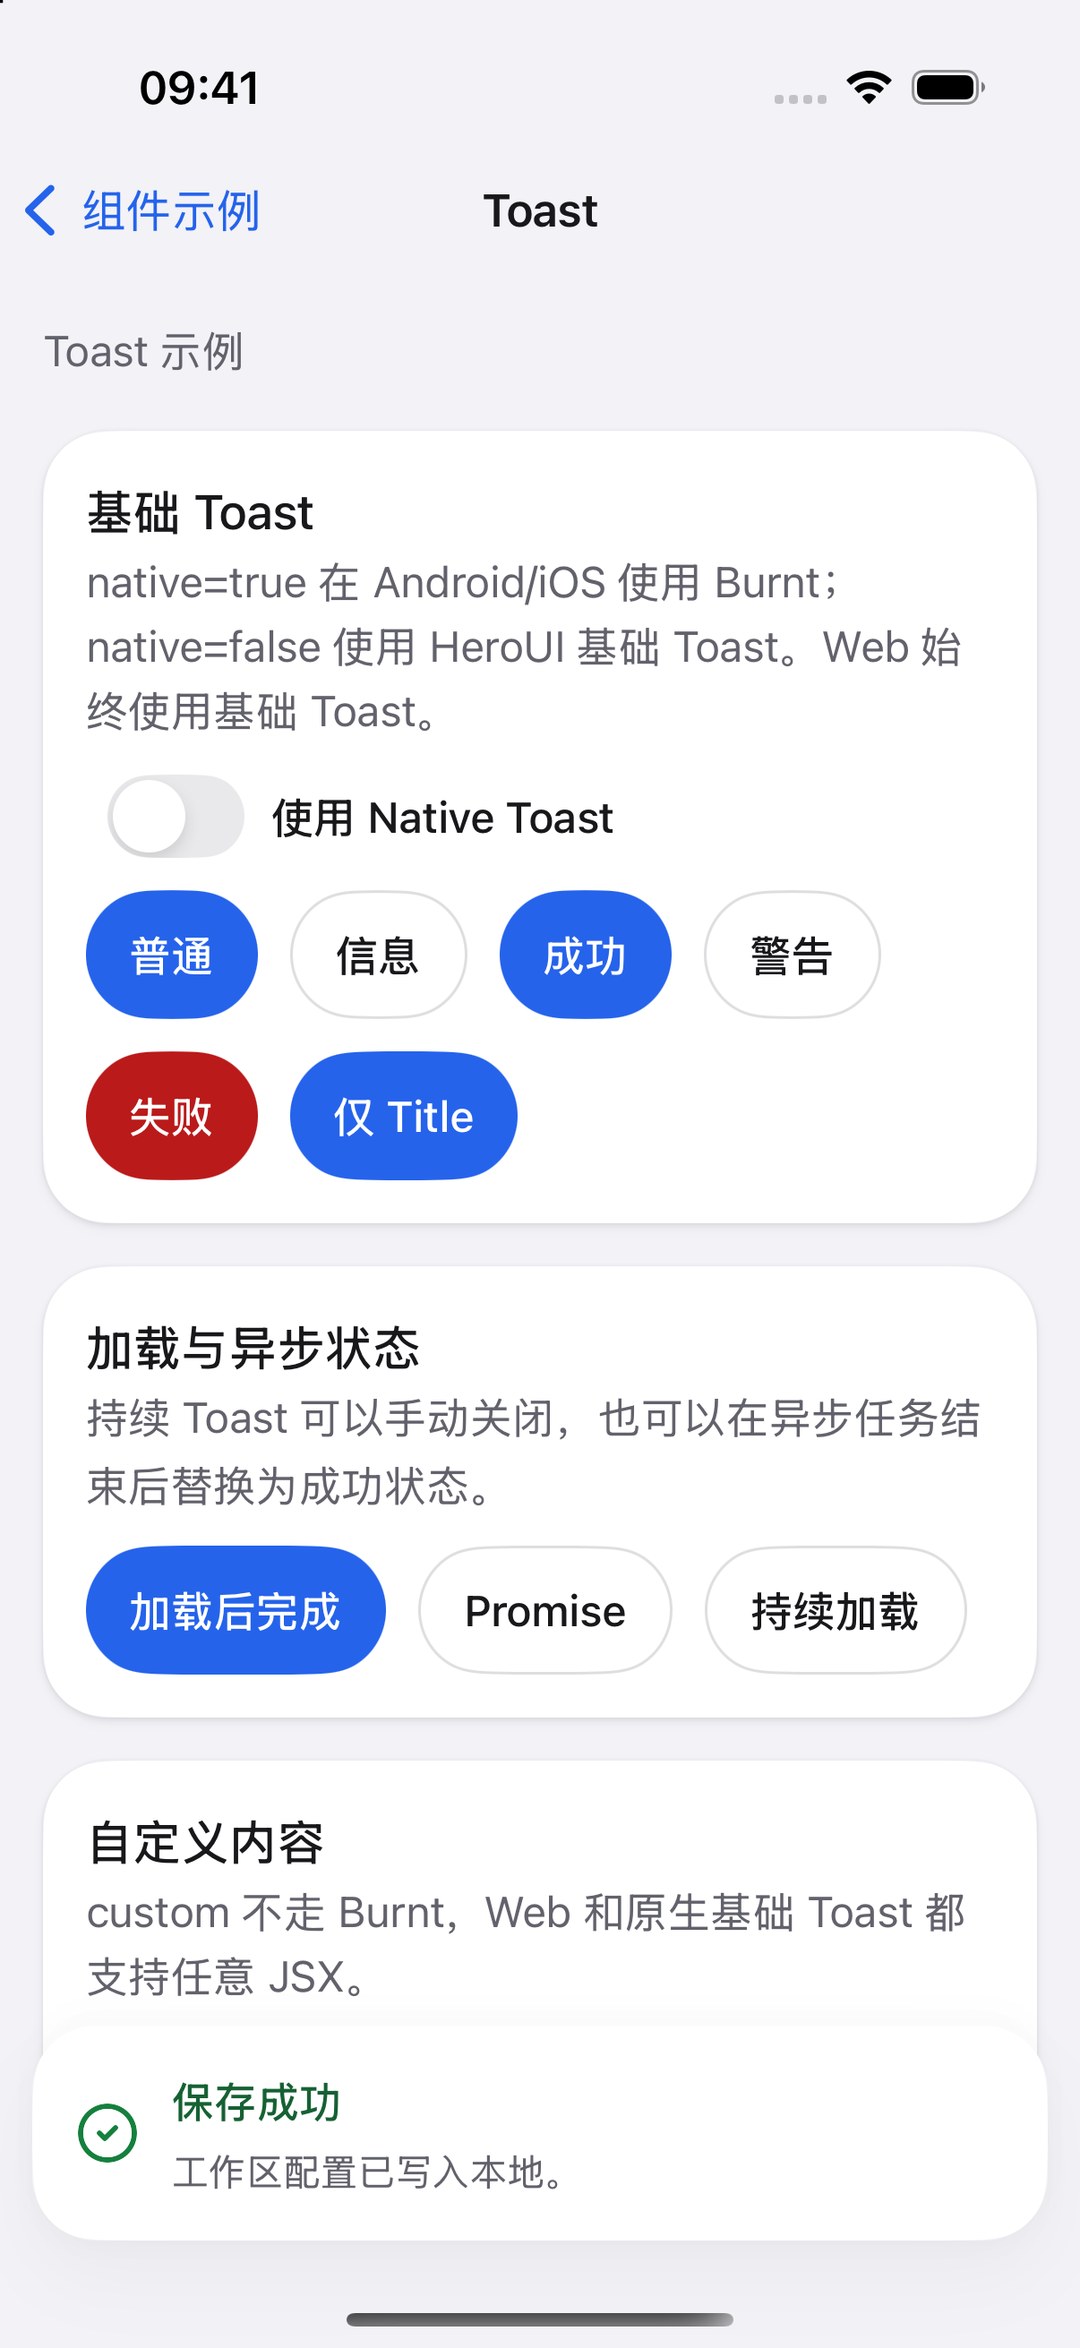 09:41
组件示例
Toast
Toast 示例
基础 Toast
native=true 在 Android/iOS 使用 Burnt；
native=false 使用 HeroUI 基础 Toast。Web 始
终使用基础 Toast。
使用 Native Toast
普通
信息
成功
警告
失败
仅 Title
加载与异步状态
持续 Toast 可以手动关闭，也可以在异步任务结
束后替换为成功状态。
加载后完成
Promise
持续加载
自定义内容
custom 不走 Burnt，Web 和原生基础 Toast 都
支持任意 JSX。
保存成功
工作区配置已写入本地。